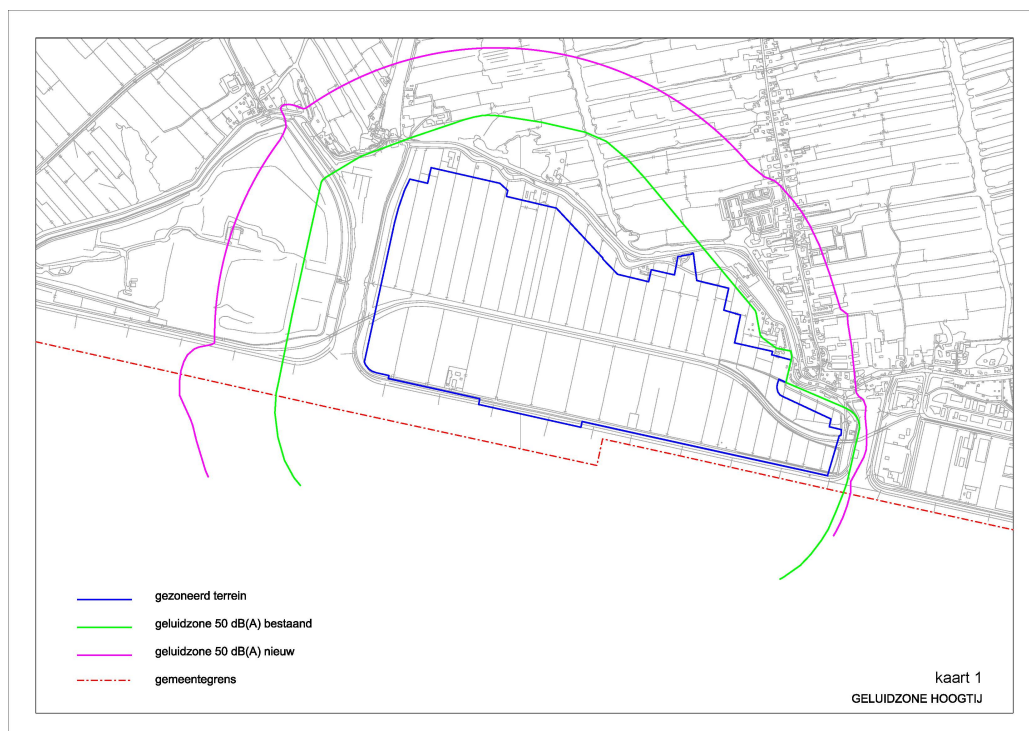 gezoneerd terrein
geluidzone 50 dB(A) bestaand
geluidzone 50 dB(A) nieuw
gemeentegrens
kaart 1
GELUIDZONE HOOGTIJ